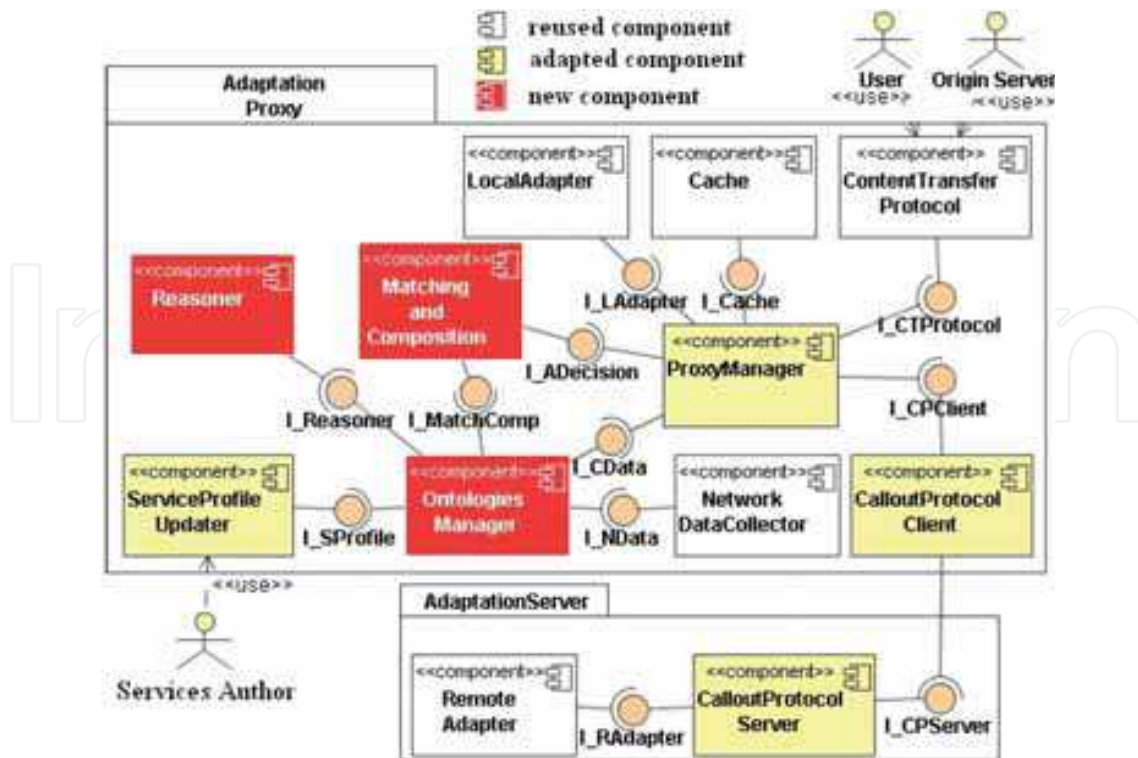 reused component
adapted component
new component
User
Origin Server
<<use>>
<<use>>
Adaptation
Proxy
<<component>>
LocalAdapter
<<component>>
Cache
<<component>>
ContentTransfer
Protocol
<<component>>
Reasoner
<<component>>
Matching
and
Composition
I_LAdapter
I_Cache
I_CTProtocol
I_ADecision
<<component>>
ProxyManager
I_CPClient
I_Reasoner
I_MatchComp
I_CData
<<component>>
ServiceProfile
Updater
I_SProfile
<<component>>
Ontologies
Manager
I_NData
<<component>>
Network
DataCollector
<<component>>
CalloutProtocol
Client
<<use>>
Services Author
AdaptationServer
<<component>>
Remote
Adapter
I_RAdapter
<<component>>
CalloutProtocol
Server
I_CPServer